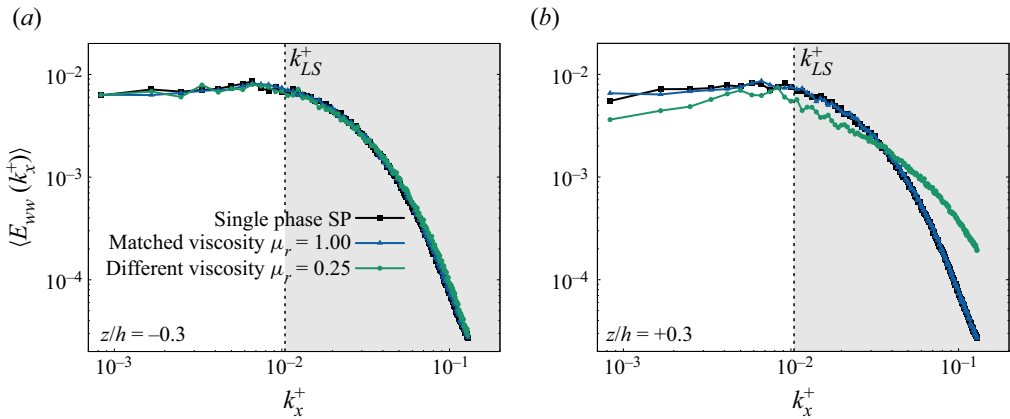 (a)
(b)
k⁺LS
k⁺LS
10⁻²
10⁻³
10⁻⁴
10⁻²
10⁻³
10⁻⁴
⟨Eww (k⁺x)⟩
Single phase SP
Matched viscosity μr = 1.00
Different viscosity μr = 0.25
z/h = –0.3
z/h = +0.3
10⁻³
10⁻²
10⁻¹
10⁻³
10⁻²
10⁻¹
k⁺x
k⁺x